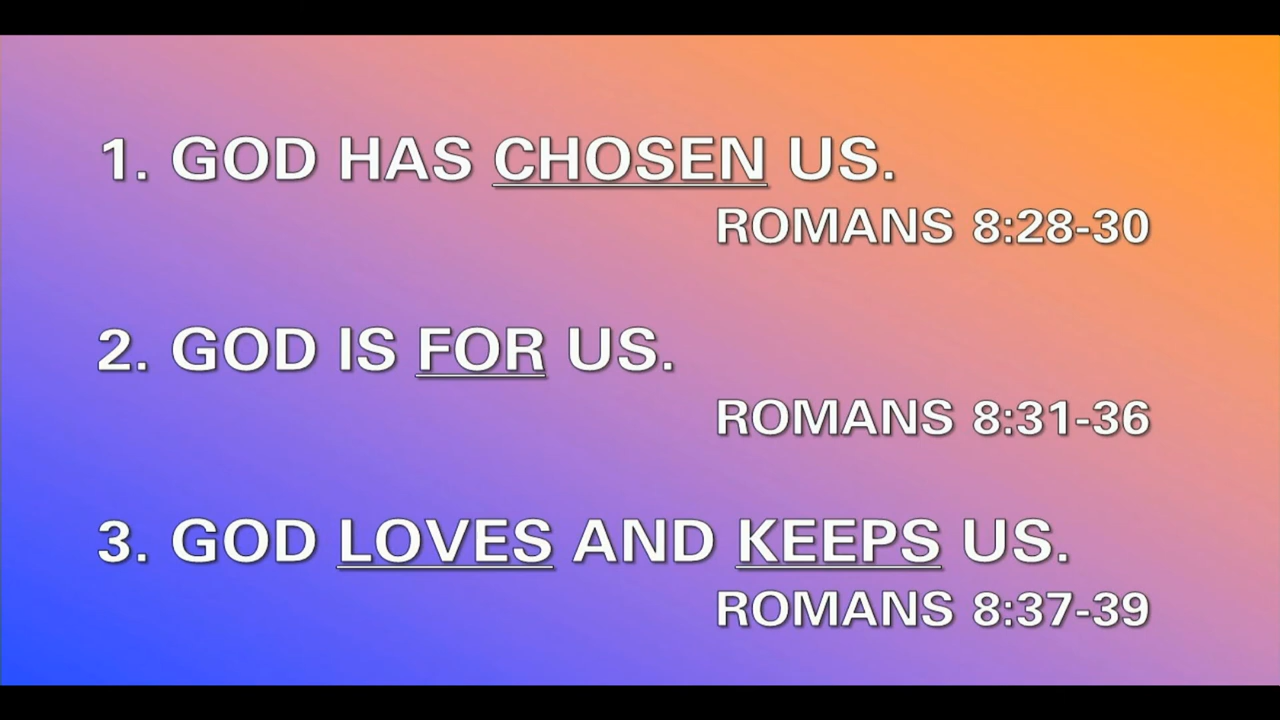 1. GOD HAS CHOSEN US.
ROMANS 8:28-30
2. GOD IS FOR US.
ROMANS 8:31-36
3. GOD LOVES AND KEEPS US.
ROMANS 8:37-39